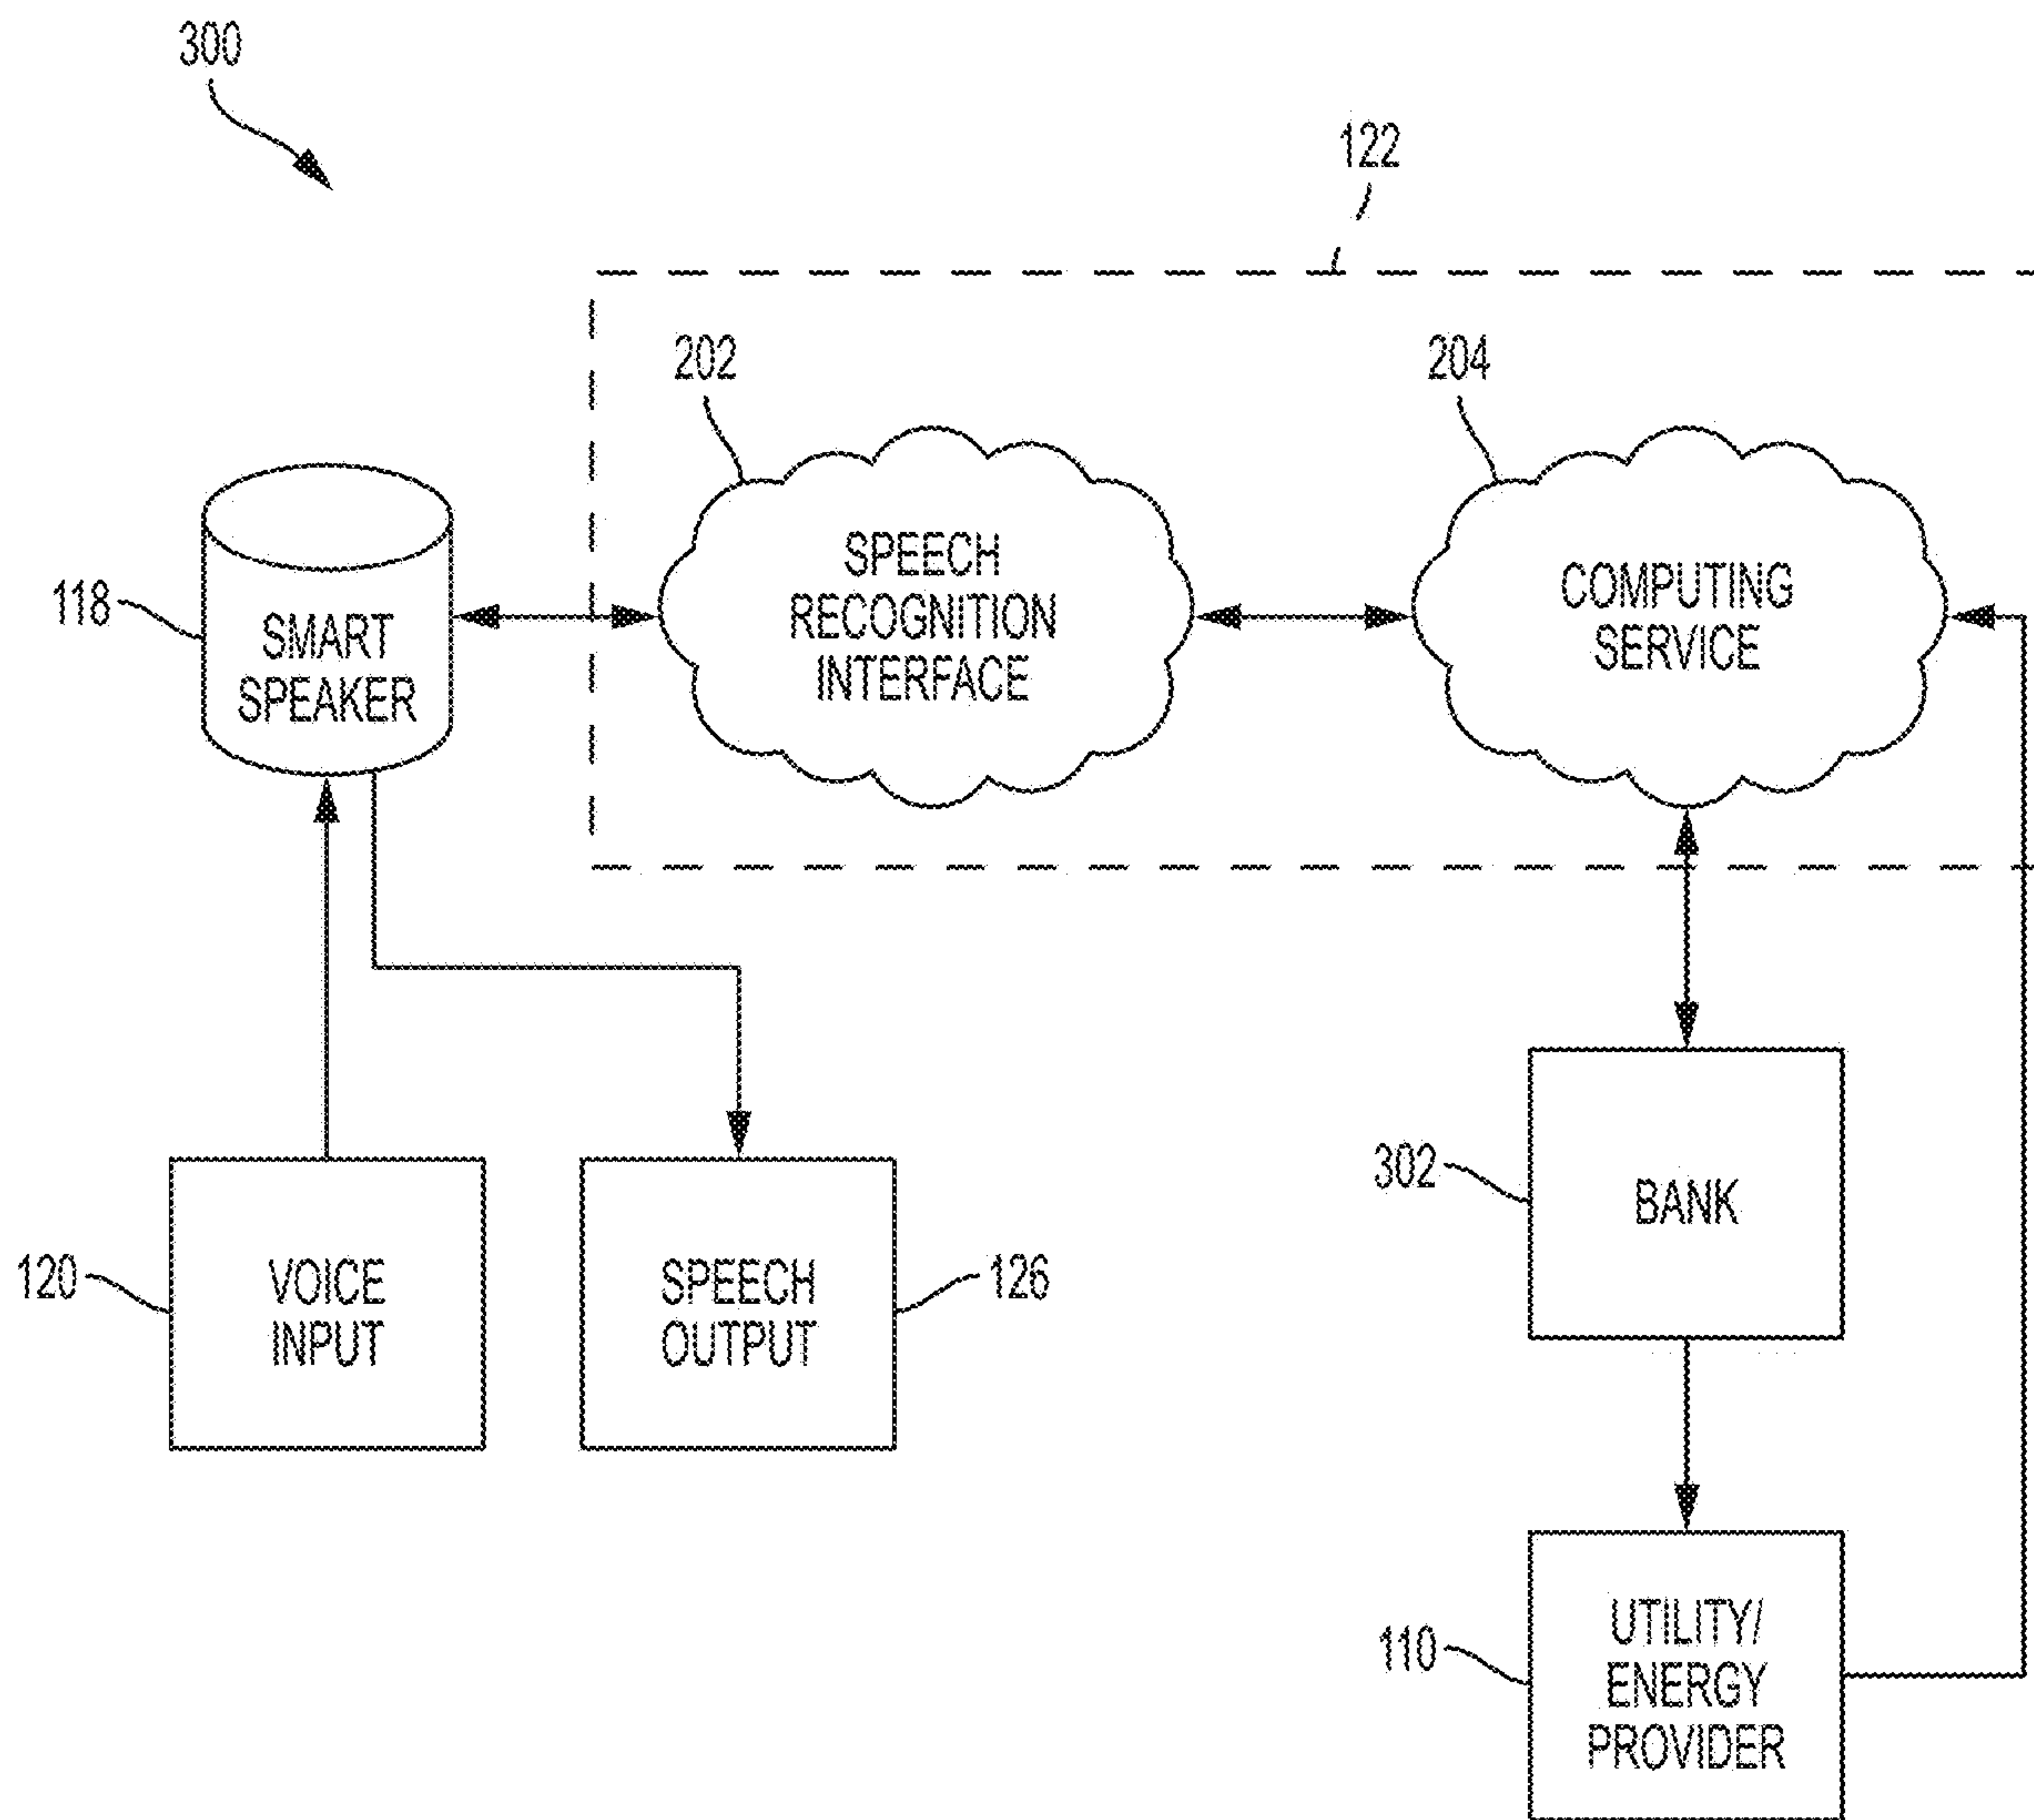 300
122
202
204
118
SMART
SPEAKER
SPEECH
RECOGNITION
INTERFACE
COMPUTING
SERVICE
302
BANK
120
VOICE
INPUT
SPEECH
OUTPUT
126
110
UTILITY/
ENERGY
PROVIDER